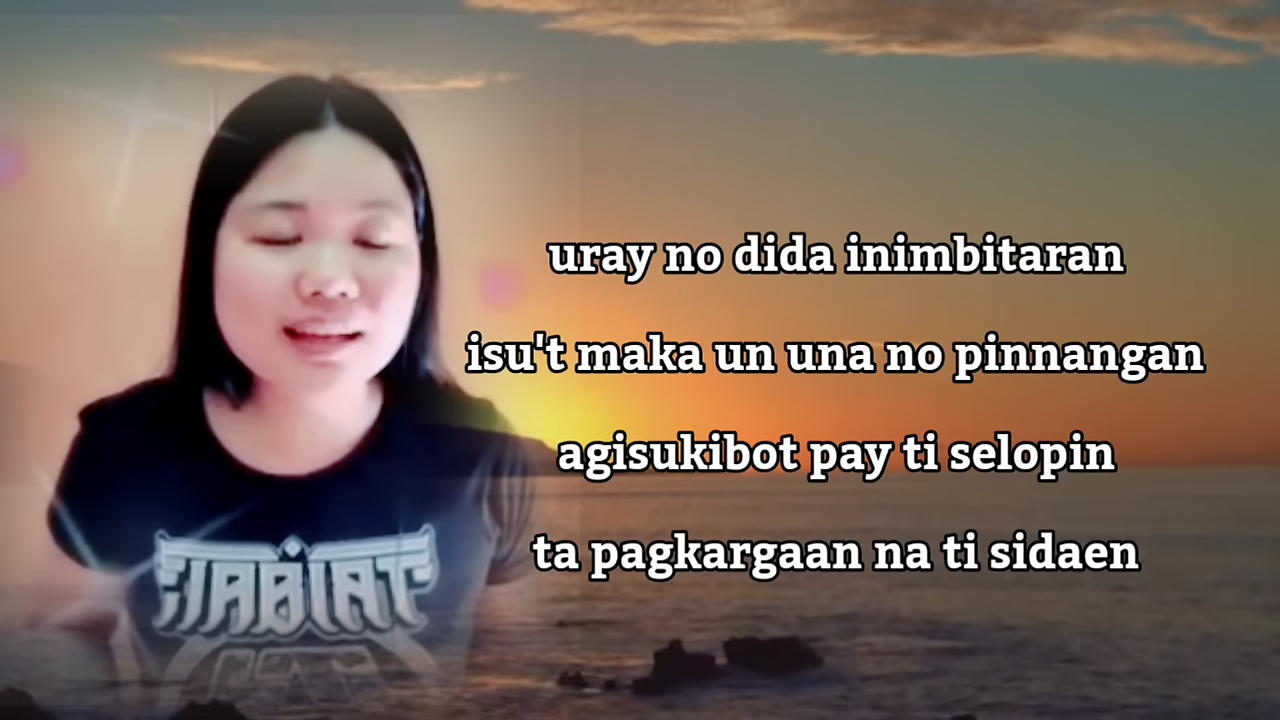 uray no dida inimbitaran
isu't maka un una no pinnangan
agisukibot pay ti selopin
ta pagkargaan na ti sidaen